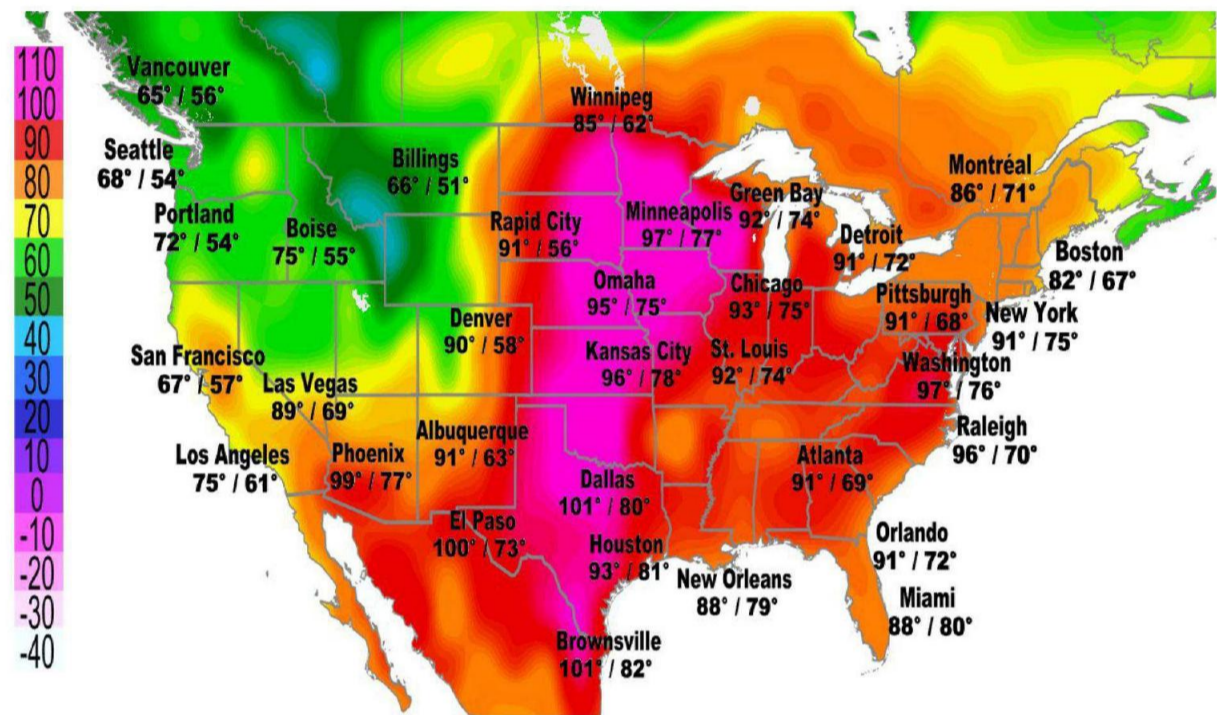 110
100
90
80
70
60
50
40
30
20
10
0
-10
-20
-30
-40
Vancouver
65° / 56°
Seattle
68° / 54°
Portland
72° / 54°
Boise
75° / 55°
Billings
66° / 51°
Winnipeg
85° / 62°
Rapid City
91° / 56°
Minneapolis
97° / 77°
Green Bay
92° / 74°
Detroit
91° / 72°
Montréal
86° / 71°
Boston
82° / 67°
New York
91° / 75°
Pittsburgh
91° / 68°
Washington
97° / 76°
Raleigh
96° / 70°
Omaha
95° / 75°
Chicago
93° / 75°
Denver
90° / 58°
Kansas City
96° / 78°
St. Louis
92° / 74°
San Francisco
67° / 57°
Las Vegas
89° / 69°
Los Angeles
75° / 61°
Phoenix
99° / 77°
Albuquerque
91° / 63°
El Paso
100° / 73°
Dallas
101° / 80°
Houston
93° / 81°
Brownsville
101° / 82°
New Orleans
88° / 79°
Atlanta
91° / 69°
Orlando
91° / 72°
Miami
88° / 80°